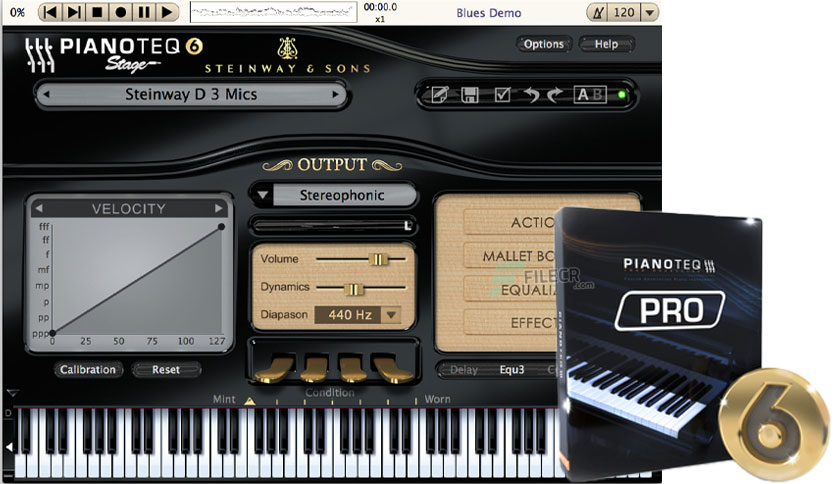 0%
00:00.0
x1
Blues Demo
120
PIANOTEQ 6
Stage
STEINWAY & SONS
Options
Help
Steinway D 3 Mics
A B
OUTPUT
Stereophonic
L
VELOCITY
fff
ff
f
mf
mp
p
pp
ppp
0 25 50 75 100 127
Calibration
Reset
Volume
Dynamics
Diapason 440 Hz
ACTIO
MALLET BO
EQUALI
EFFECT
Delay Equ3
Mint Condition Worn
D
FILECR .com
PIANOTEQ
PRO
PIANOTEQ
6